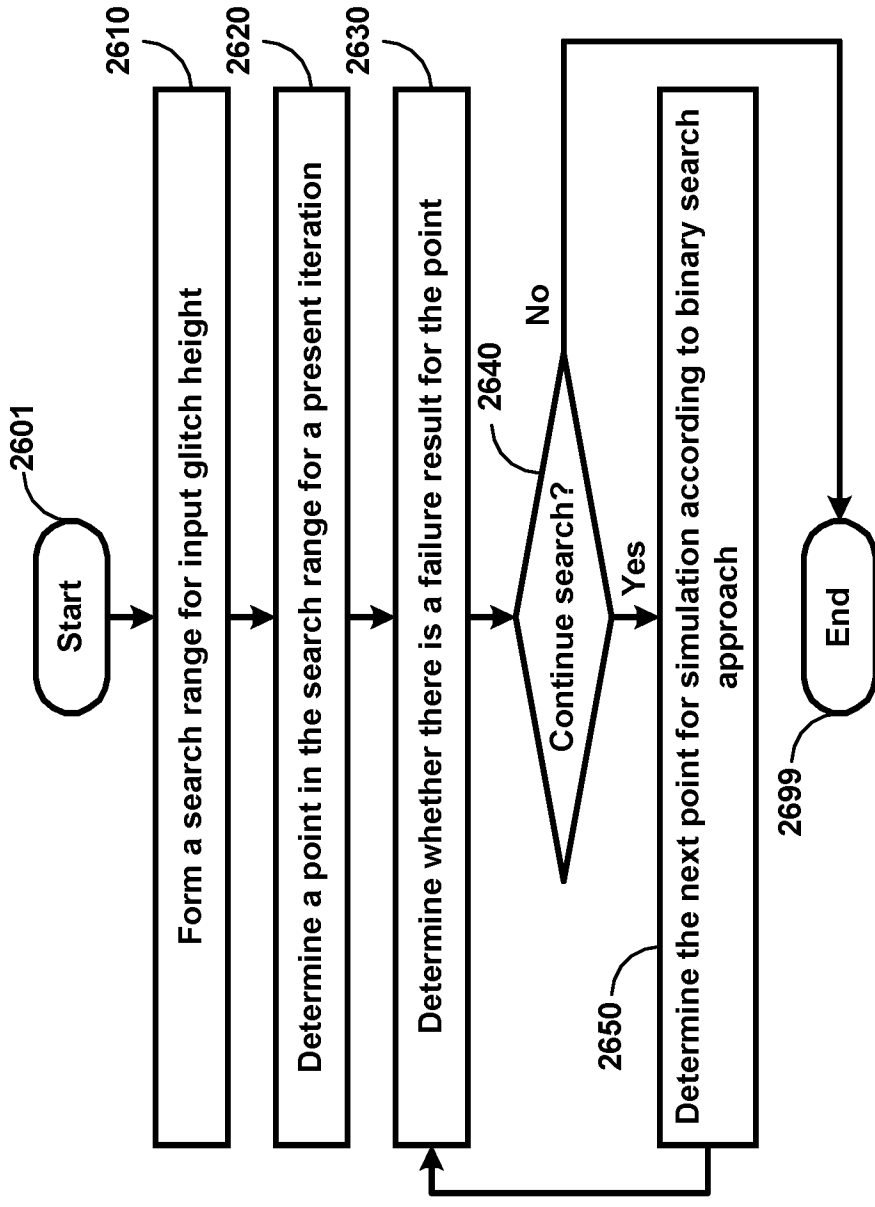 Start
2601
Form a search range for input glitch height
2610
Determine a point in the search range for a present iteration
2620
Determine whether there is a failure result for the point
2630
Continue search?
2640
No
Yes
Determine the next point for simulation according to binary search
approach
2650
End
2699